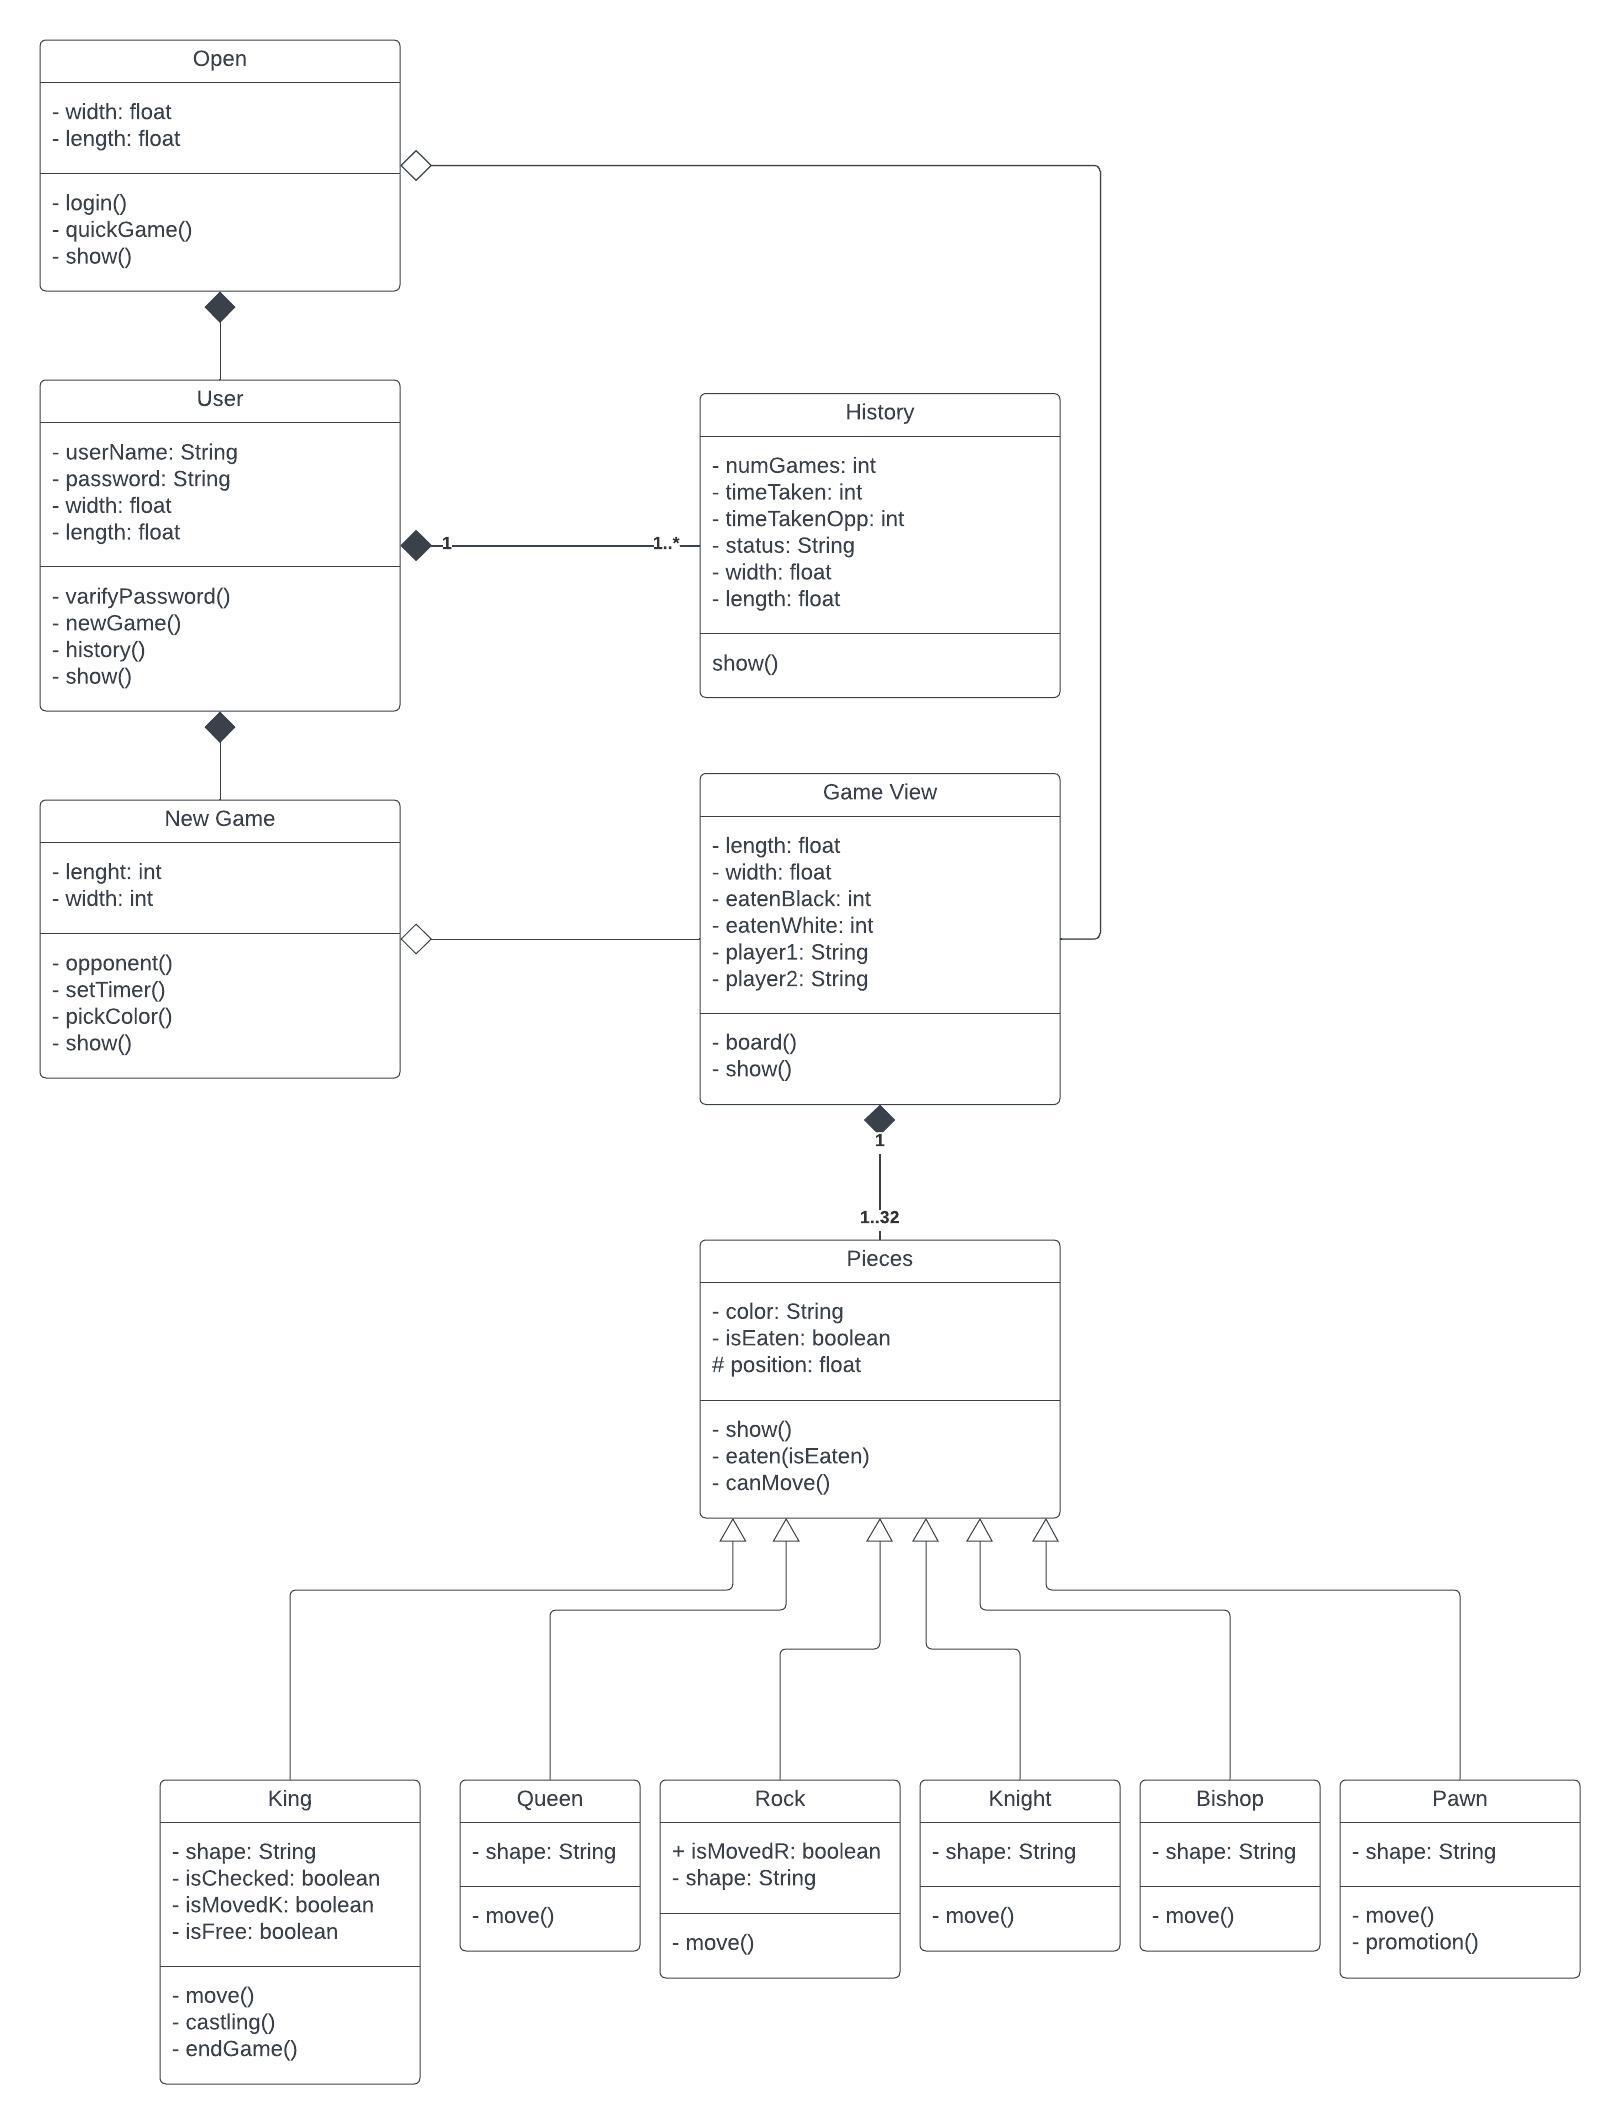 Open
- width: float
- length: float
- login()
- quickGame()
- show()
User
- userName: String
- password: String
- width: float
- length: float
- varifyPassword()
- newGame()
- history()
- show()
1
1..*
History
- numGames: int
- timeTaken: int
- timeTakenOpp: int
- status: String
- width: float
- length: float
show()
New Game
- lenght: int
- width: int
- opponent()
- setTimer()
- pickColor()
- show()
Game View
- length: float
- width: float
- eatenBlack: int
- eatenWhite: int
- player1: String
- player2: String
- board()
- show()
1
1..32
Pieces
- color: String
- isEaten: boolean
# position: float
- show()
- eaten(isEaten)
- canMove()
King
- shape: String
- isChecked: boolean
- isMovedK: boolean
- isFree: boolean
- move()
- castling()
- endGame()
Queen
- shape: String
- move()
Rock
+ isMovedR: boolean
- shape: String
- move()
Knight
- shape: String
- move()
Bishop
- shape: String
- move()
Pawn
- shape: String
- move()
- promotion()